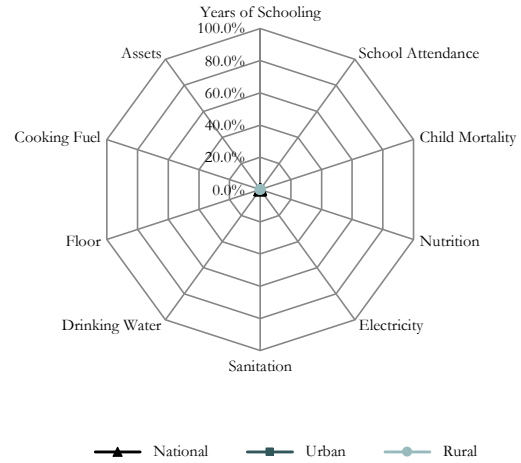 Years of Schooling
100.0%
Assets
School Attendance
80.0%
60.0%
Cooking Fuel
40.0%
Child Mortality
20.0%
0.0%
Floor
Nutrition
Drinking Water
Electricity
Sanitation
National Urban Rural